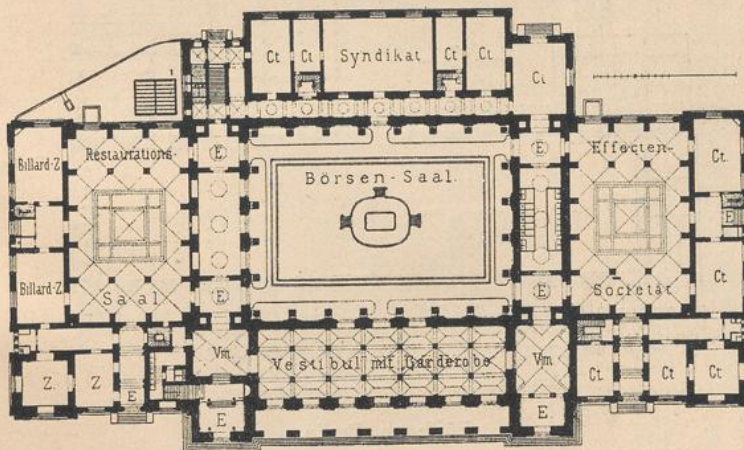 Ct Ct Syndikat Ct Ct
Ct
1
Billard-Z Restaurations- E E Effecten- Ct.
Börsen-Saal.
E
Billard-Z Ct.
Saal E E Societät
Vm. Vestibul mit Garderobe Vm
Z. Z Ct. Ct. Ct.
E E E